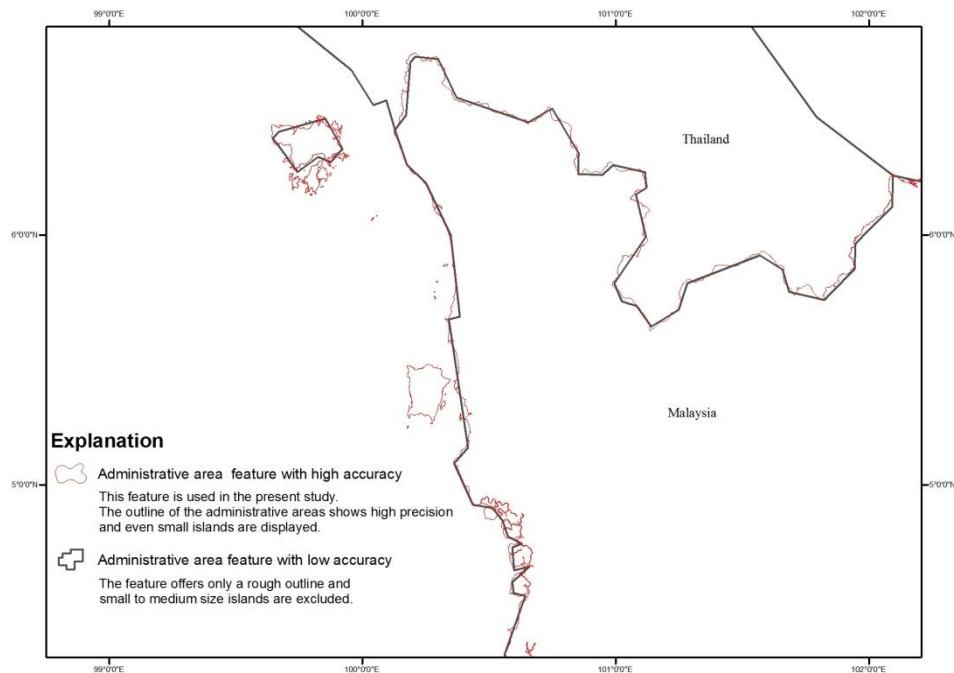 99°0'0"E 100°0'0"E 101°0'0"E 102°0'0"E
Thailand
6°0'0"N 6°0'0"N
Malaysia
Explanation
Administrative area feature with high accuracy
This feature is used in the present study.
The outline of the administrative areas shows high precision
and even small islands are displayed.
5°0'0"N 5°0'0"N
Administrative area feature with low accuracy
The feature offers only a rough outline and
small to medium size islands are excluded.
99°0'0"E 100°0'0"E 101°0'0"E 102°0'0"E